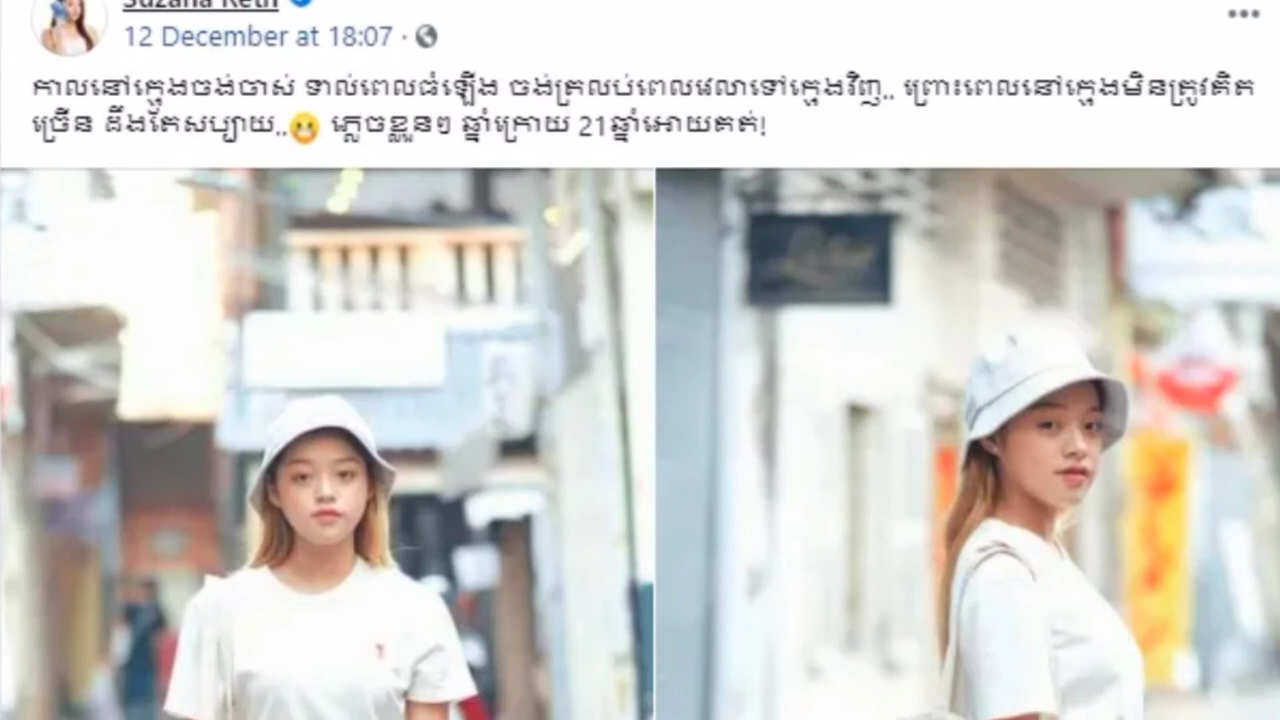 Suzana Keth
12 December at 18:07 ·
កាលនៅក្មេងចង់ចាស់ ទាល់ពេលធំឡើង ចង់ត្រលប់ពេលវេលាទៅក្មេងវិញ.. ព្រោះពេលនៅក្មេងមិនត្រូវគិត
ច្រើន ដឹងតែសប្យាយ..😬 ភ្លេចខ្លួនៗ ឆ្នាំក្រោយ 21ឆ្នាំអោយគត់!